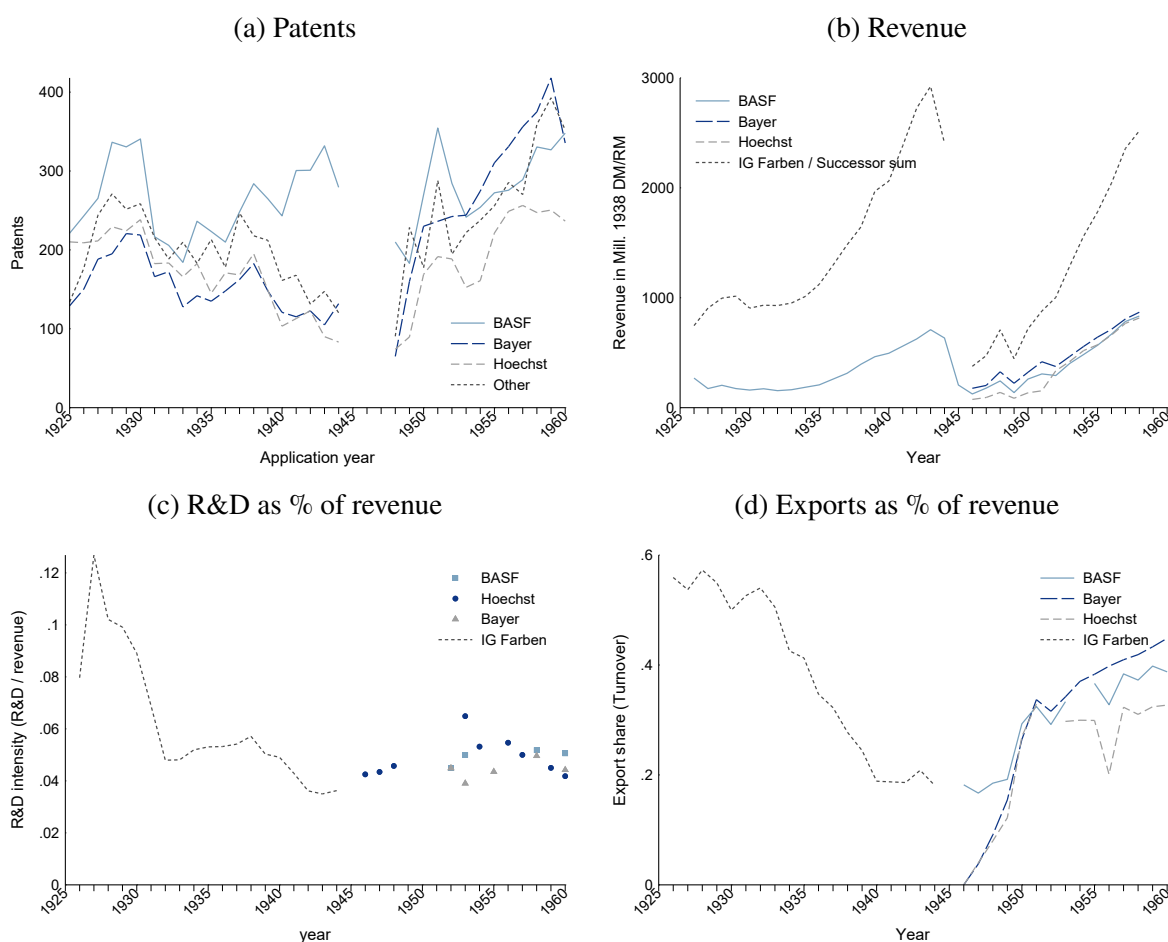 (a) Patents
Patents
400
300
200
100
0
BASF
Bayer
Hoechst
Other
1925
1930
1935
1940
1945
1950
1955
1960
Application year
(b) Revenue
Revenue in Mill. 1938 DM/RM
3000
2000
1000
0
BASF
Bayer
Hoechst
IG Farben / Successor sum
1925
1930
1935
1940
1945
1950
1955
1960
Year
(c) R&D as % of revenue
R&D intensity (R&D / revenue)
.12
.1
.08
.06
.04
.02
0
BASF
Hoechst
Bayer
IG Farben
1925
1930
1935
1940
1945
1950
1955
1960
year
(d) Exports as % of revenue
Export share (Turnover)
.6
.4
.2
0
BASF
Bayer
Hoechst
IG Farben
1925
1930
1935
1940
1945
1950
1955
1960
Year